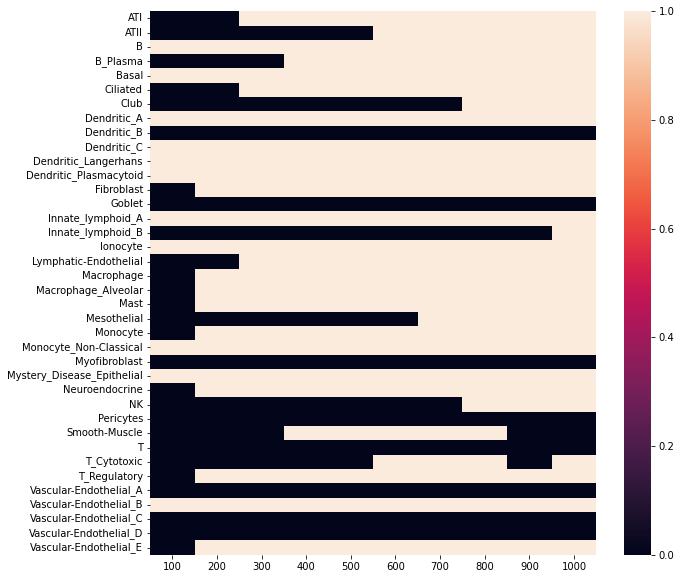 ATI
ATII
B
B_Plasma
Basal
Ciliated
Club
Dendritic_A
Dendritic_B
Dendritic_C
Dendritic_Langerhans
Dendritic_Plasmacytoid
Fibroblast
Goblet
Innate_lymphoid_A
Innate_lymphoid_B
Ionocyte
Lymphatic-Endothelial
Macrophage
Macrophage_Alveolar
Mast
Mesothelial
Monocyte
Monocyte_Non-Classical
Myofibroblast
Mystery_Disease_Epithelial
Neuroendocrine
NK
Pericytes
Smooth-Muscle
T
T_Cytotoxic
T_Regulatory
Vascular-Endothelial_A
Vascular-Endothelial_B
Vascular-Endothelial_C
Vascular-Endothelial_D
Vascular-Endothelial_E
100 200 300 400 500 600 700 800 900 1000
1.0
0.8
0.6
0.4
0.2
0.0